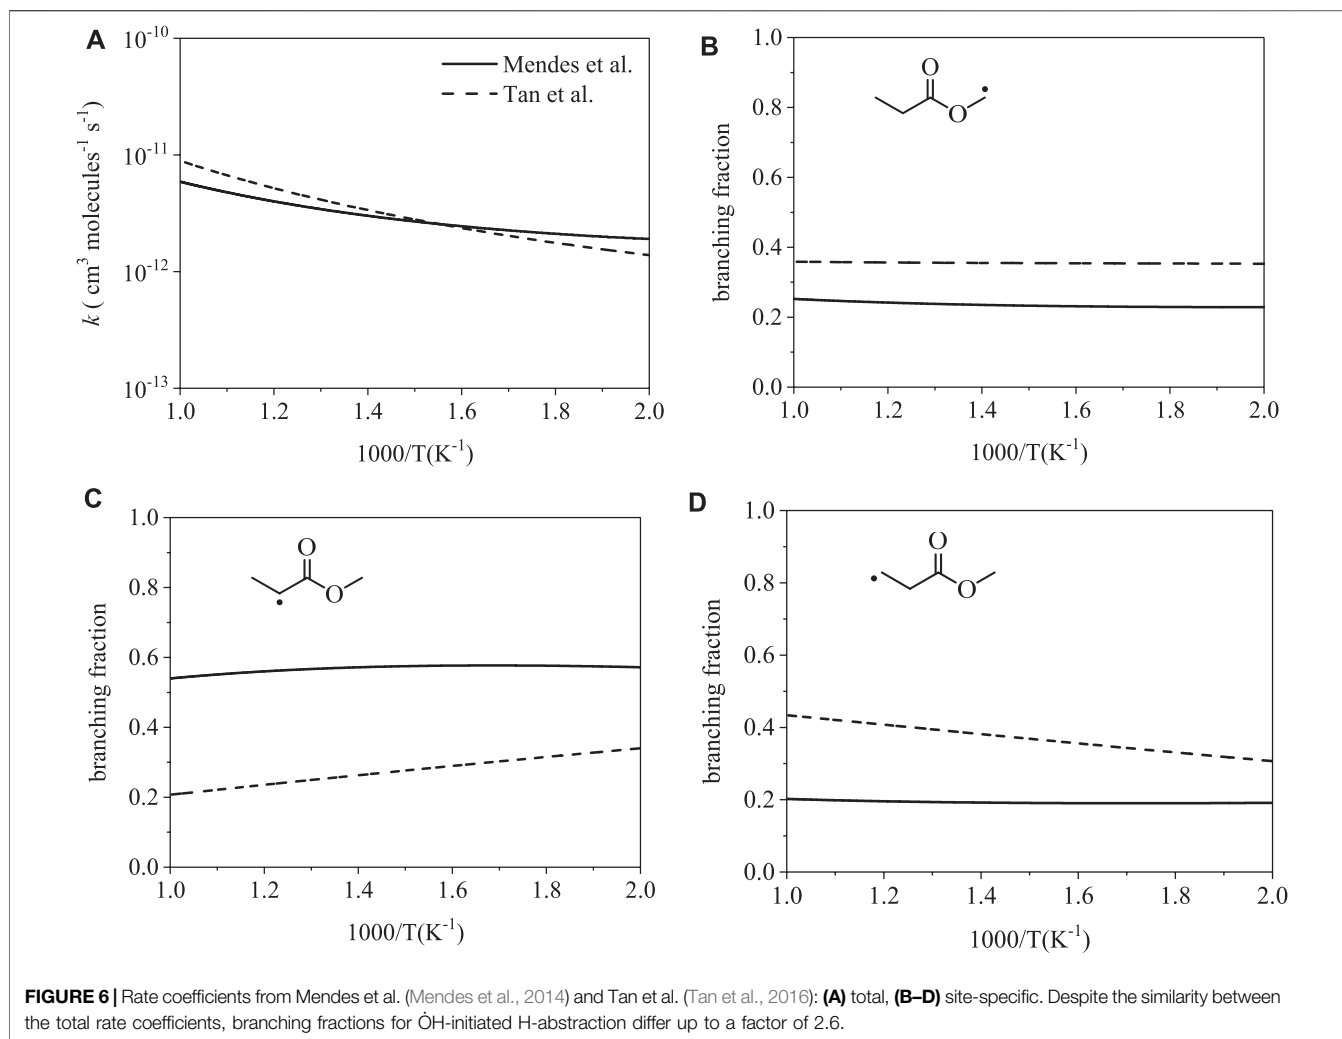 A
10⁻¹⁰
10⁻¹¹
10⁻¹²
10⁻¹³
k ( cm³ molecules⁻¹ s⁻¹)
Mendes et al.
Tan et al.
1.0 1.2 1.4 1.6 1.8 2.0
1000/T(K⁻¹)
B
1.0
0.8
0.6
0.4
0.2
0.0
branching fraction
O
O
1.0 1.2 1.4 1.6 1.8 2.0
1000/T(K⁻¹)
C
1.0
0.8
0.6
0.4
0.2
0.0
branching fraction
O
O
1.0 1.2 1.4 1.6 1.8 2.0
1000/T(K⁻¹)
D
1.0
0.8
0.6
0.4
0.2
0.0
branching fraction
O
O
1.0 1.2 1.4 1.6 1.8 2.0
1000/T(K⁻¹)
FIGURE 6 | Rate coefficients from Mendes et al. (Mendes et al., 2014) and Tan et al. (Tan et al., 2016): (A) total, (B–D) site-specific. Despite the similarity between
the total rate coefficients, branching fractions for ȮH-initiated H-abstraction differ up to a factor of 2.6.